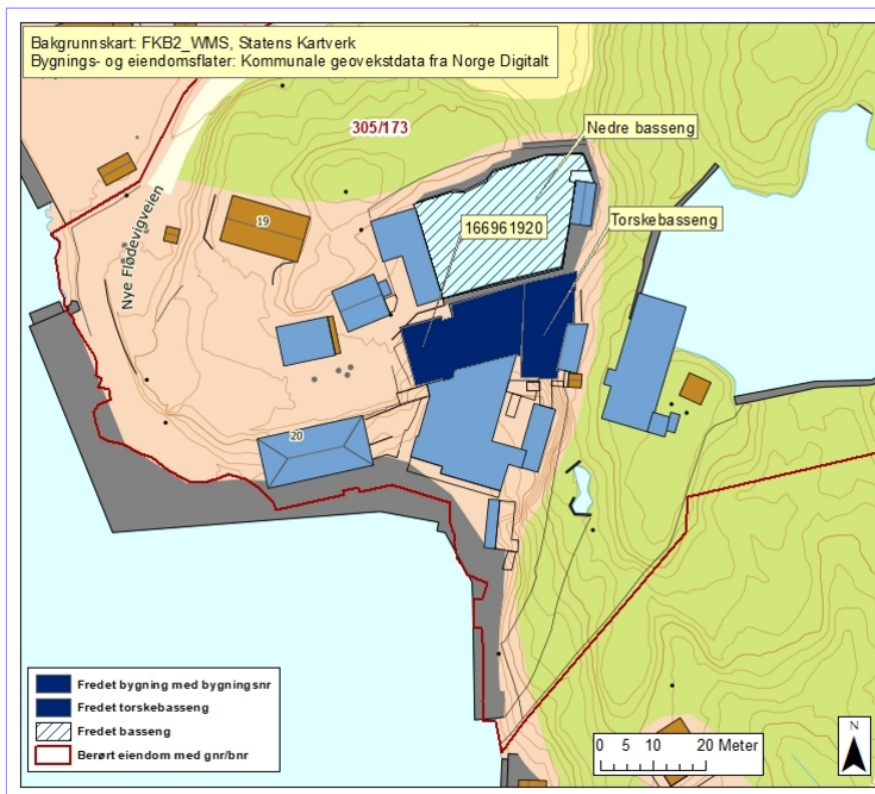 Bakgrunnskart: FKB2_WMS, Statens Kartverk
Bygnings- og eiendomsflater: Kommunale geovekstdata fra Norge Digitalt
305/173
Nedre basseng
166961920
Torskebasseng
19
Nye Flødevigveien
20
Fredet bygning med bygningsnr
Fredet torskebasseng
Fredet basseng
Berørt eiendom med gnr/bnr
0 5 10 20 Meter
N